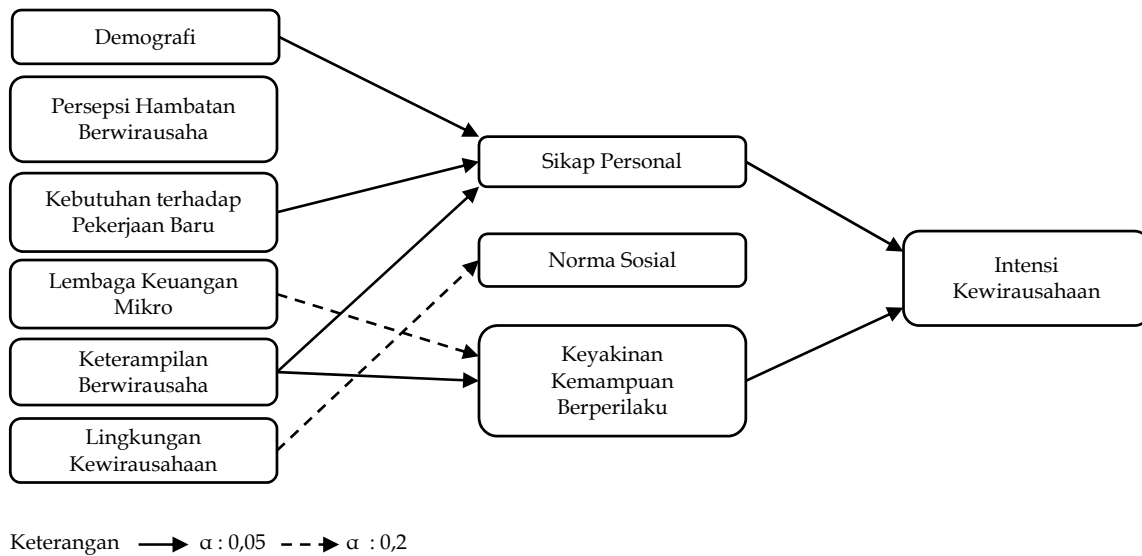 Demografi
Persepsi Hambatan
Berwirausaha
Kebutuhan terhadap
Pekerjaan Baru
Lembaga Keuangan
Mikro
Keterampilan
Berwirausaha
Lingkungan
Kewirausahaan
Sikap Personal
Norma Sosial
Keyakinan
Kemampuan
Berperilaku
Intensi
Kewirausahaan
Keterangan α : 0,05 α : 0,2